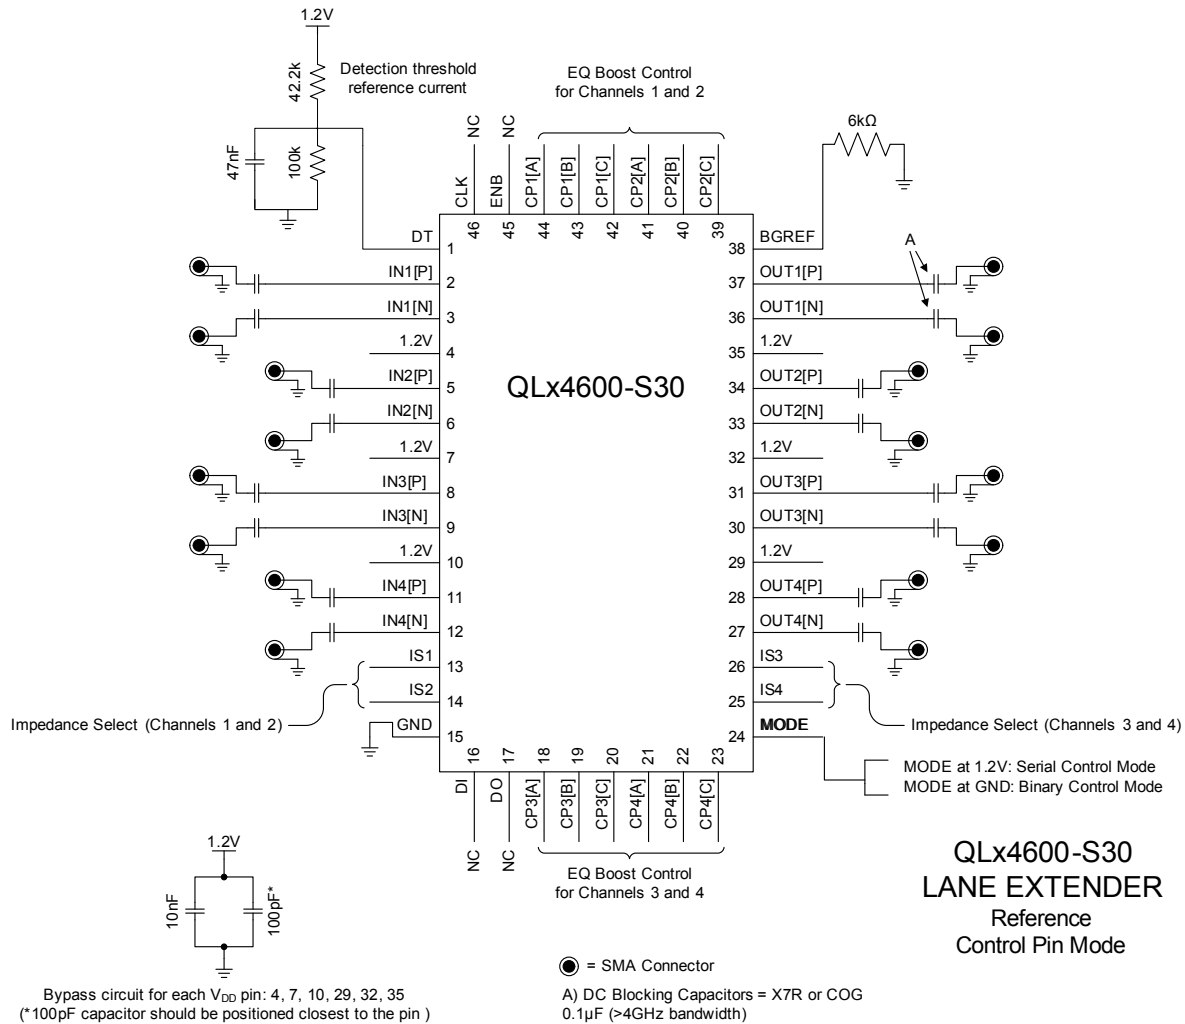 1.2V
42.2k
Detection threshold
reference current
47nF
100k
EQ Boost Control
for Channels 1 and 2
6kΩ
NC
NC
CLK
ENB
CP1[A]
CP1[B]
CP1[C]
CP2[A]
CP2[B]
CP2[C]
46
45
44
43
42
41
40
39
DT
1
IN1[P]
2
IN1[N]
3
1.2V
4
IN2[P]
5
IN2[N]
6
1.2V
7
IN3[P]
8
IN3[N]
9
1.2V
10
IN4[P]
11
IN4[N]
12
IS1
13
IS2
14
GND
15
Impedance Select (Channels 1 and 2)
QLx4600-S30
38
BGREF
A
37
OUT1[P]
36
OUT1[N]
35
1.2V
34
OUT2[P]
33
OUT2[N]
32
1.2V
31
OUT3[P]
30
OUT3[N]
29
1.2V
28
OUT4[P]
27
OUT4[N]
26
IS3
25
IS4
24
MODE
Impedance Select (Channels 3 and 4)
MODE at 1.2V: Serial Control Mode
MODE at GND: Binary Control Mode
16
17
18
19
20
21
22
23
DI
DO
CP3[A]
CP3[B]
CP3[C]
CP4[A]
CP4[B]
CP4[C]
NC
NC
EQ Boost Control
for Channels 3 and 4
1.2V
10nF
100pF*
Bypass circuit for each VDD pin: 4, 7, 10, 29, 32, 35
(*100pF capacitor should be positioned closest to the pin )
= SMA Connector
A) DC Blocking Capacitors = X7R or COG
0.1µF (>4GHz bandwidth)
QLx4600-S30
LANE EXTENDER
Reference
Control Pin Mode